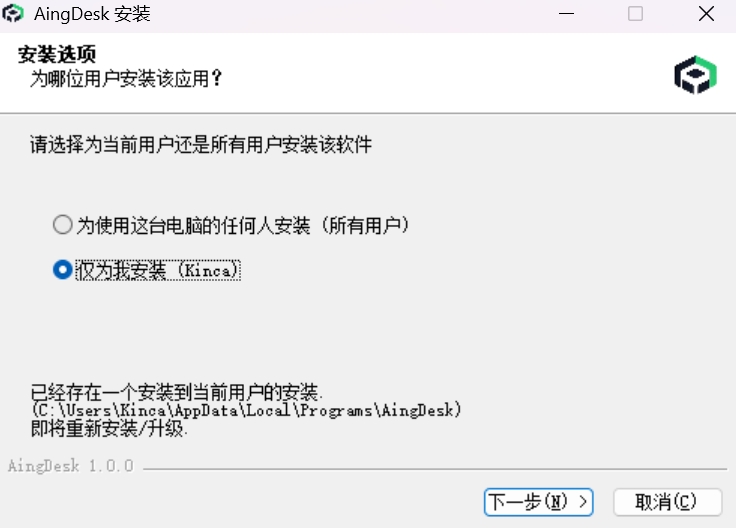 AingDesk 安装
安装选项
为哪位用户安装该应用？
请选择为当前用户还是所有用户安装该软件
为使用这台电脑的任何人安装（所有用户）
仅为我安装 (Kinca)
已经存在一个安装到当前用户的安装.
(C:\Users\Kinca\AppData\Local\Programs\AingDesk)
即将重新安装/升级.
AingDesk 1.0.0
下一步(N) >
取消(C)